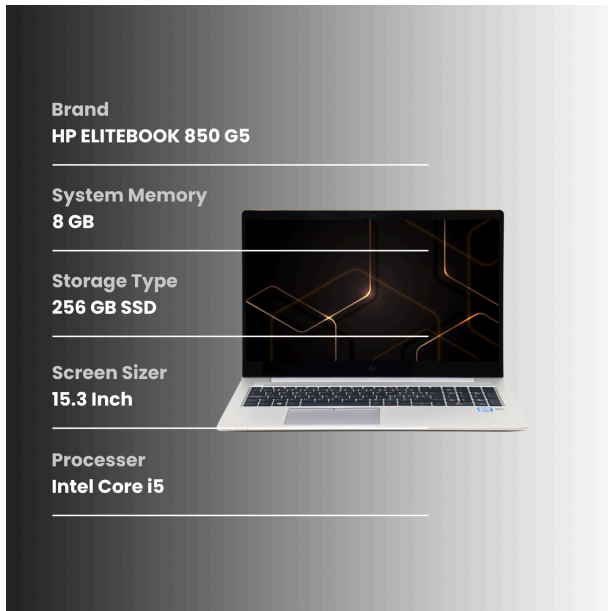 Brand
HP ELITEBOOK 850 G5
System Memory
8 GB
Storage Type
256 GB SSD
Screen Sizer
15.3 Inch
Processer
Intel Core i5